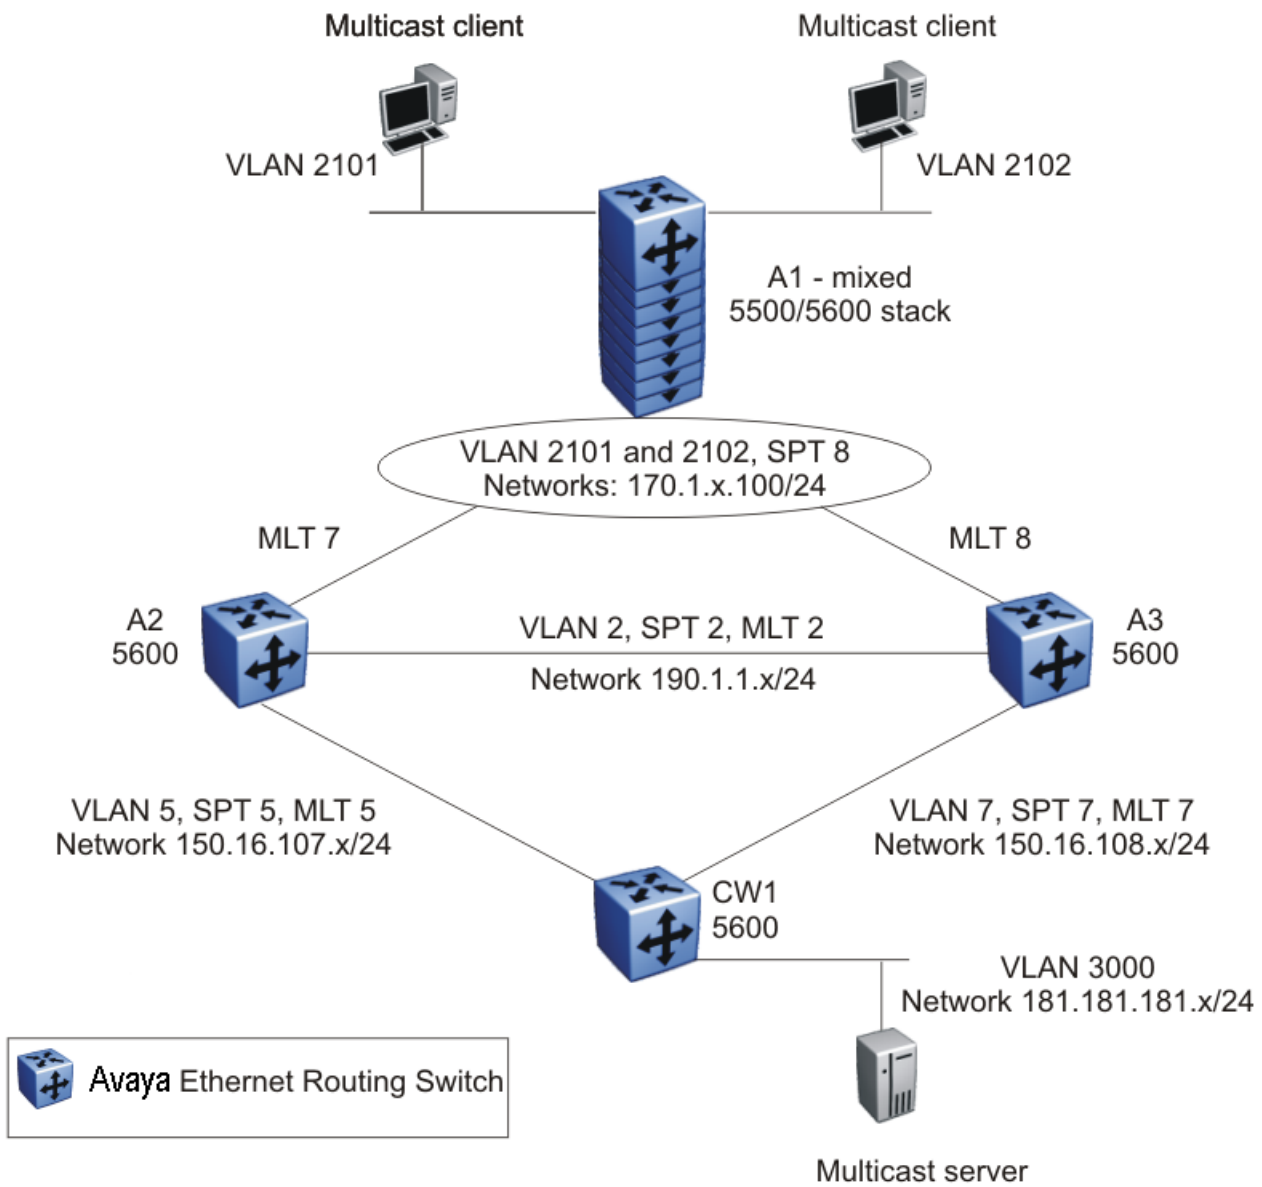 Multicast client
Multicast client
VLAN 2101
VLAN 2102
A1 - mixed
5500/5600 stack
VLAN 2101 and 2102, SPT 8
Networks: 170.1.x.100/24
MLT 7
MLT 8
A2
5600
VLAN 2, SPT 2, MLT 2
Network 190.1.1.x/24
A3
5600
VLAN 5, SPT 5, MLT 5
Network 150.16.107.x/24
VLAN 7, SPT 7, MLT 7
Network 150.16.108.x/24
CW1
5600
VLAN 3000
Network 181.181.181.x/24
Avaya Ethernet Routing Switch
Multicast server